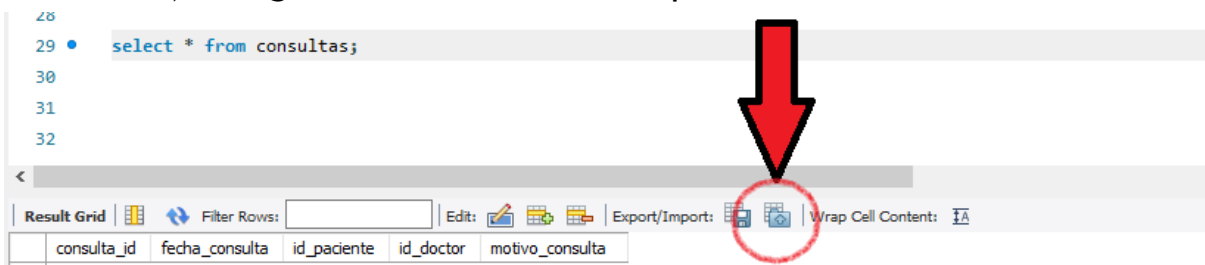 28
29 select * from consultas;
30
31
32
Result Grid Filter Rows: Edit: Export/Import: Wrap Cell Content: IA
consulta_id fecha_consulta id_paciente id_doctor motivo_consulta